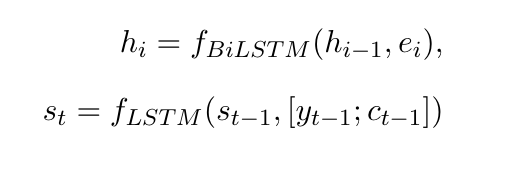 h_i = f_{BiLSTM}(h_{i-1}, e_i),
s_t = f_{LSTM}(s_{t-1}, [y_{t-1}; c_{t-1}])